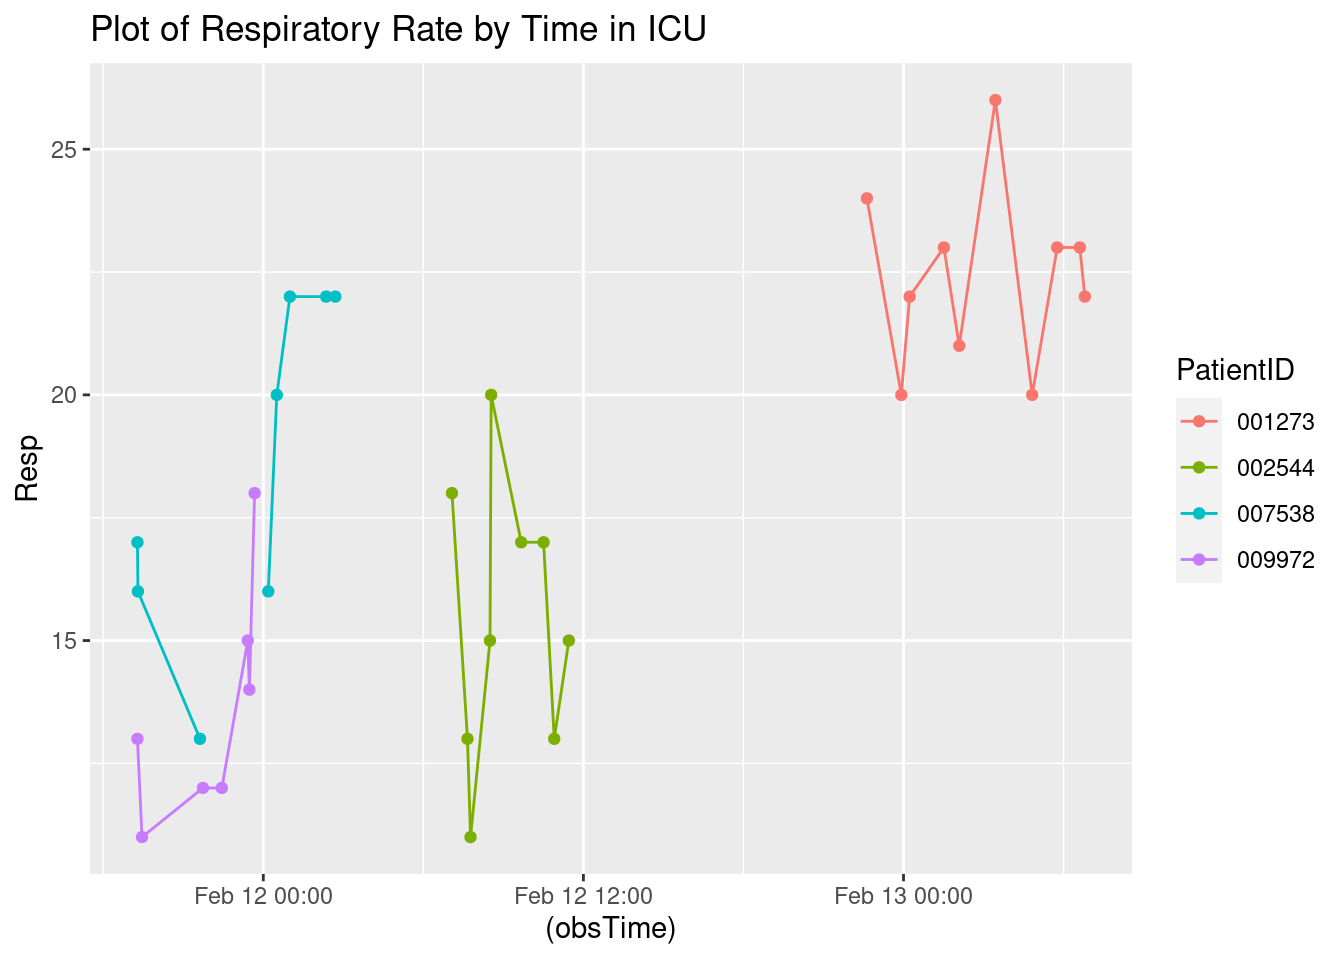 Plot of Respiratory Rate by Time in ICU
25
20
15
Resp
Feb 12 00:00
Feb 12 12:00
Feb 13 00:00
(obsTime)
PatientID
001273
002544
007538
009972